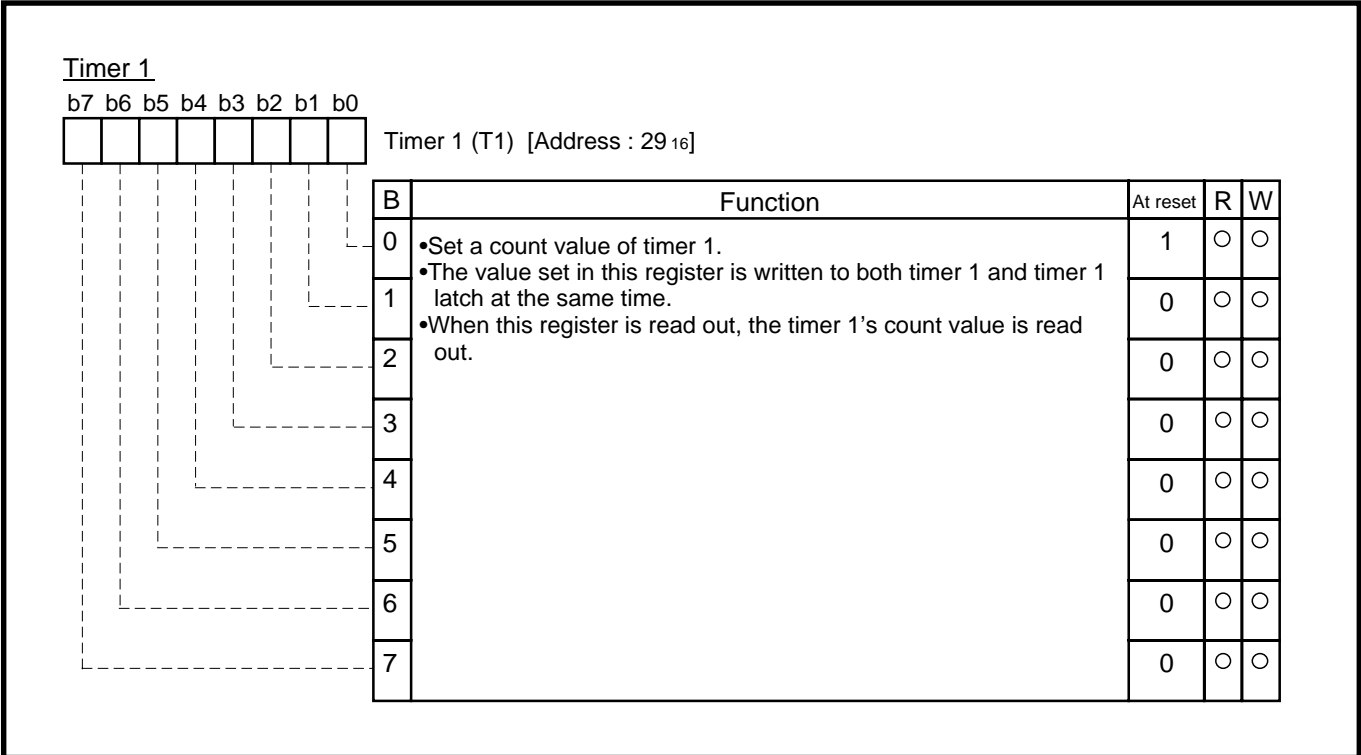 Timer 1
b7 b6 b5 b4 b3 b2 b1 b0
Timer 1 (T1) [Address : 29 16]
B Function At reset R W
0 •Set a count value of timer 1. 1 ○ ○
•The value set in this register is written to both timer 1 and timer 1
1 latch at the same time. 0 ○ ○
•When this register is read out, the timer 1’s count value is read
2 out. 0 ○ ○
3 0 ○ ○
4 0 ○ ○
5 0 ○ ○
6 0 ○ ○
7 0 ○ ○